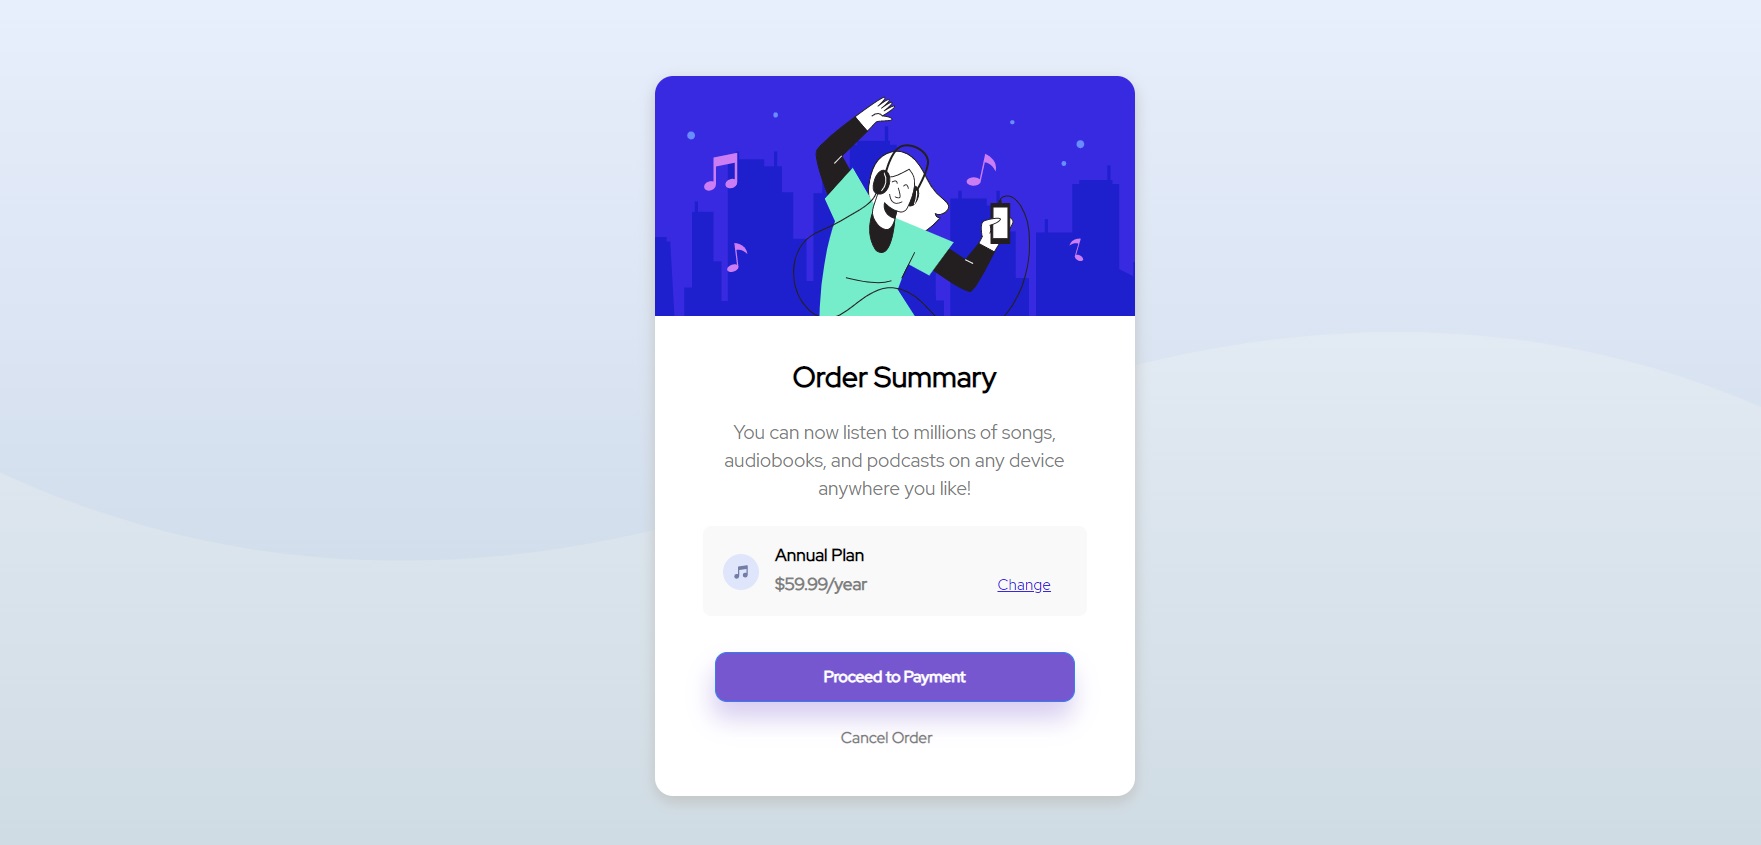 Order Summary
You can now listen to millions of songs,
audiobooks, and podcasts on any device
anywhere you like!
Annual Plan
$59.99/year
Change
Proceed to Payment
Cancel Order